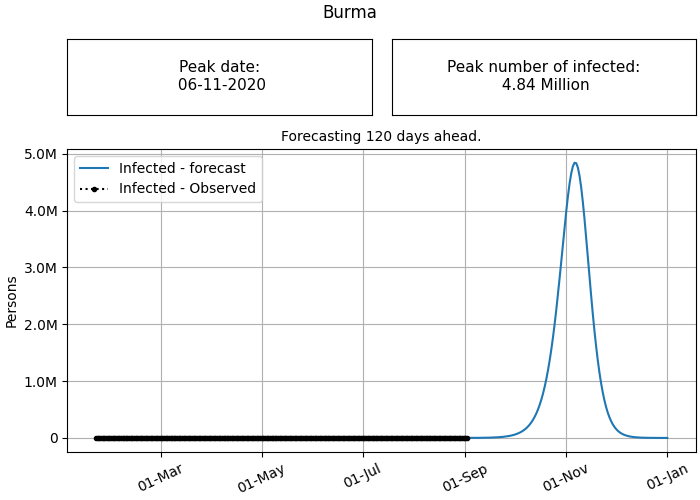 Burma
Peak date:
06-11-2020
Peak number of infected:
4.84 Million
Forecasting 120 days ahead.
Infected - forecast
Infected - Observed
Persons
5.0M
4.0M
3.0M
2.0M
1.0M
0
01-Mar
01-May
01-Jul
01-Sep
01-Nov
01-Jan